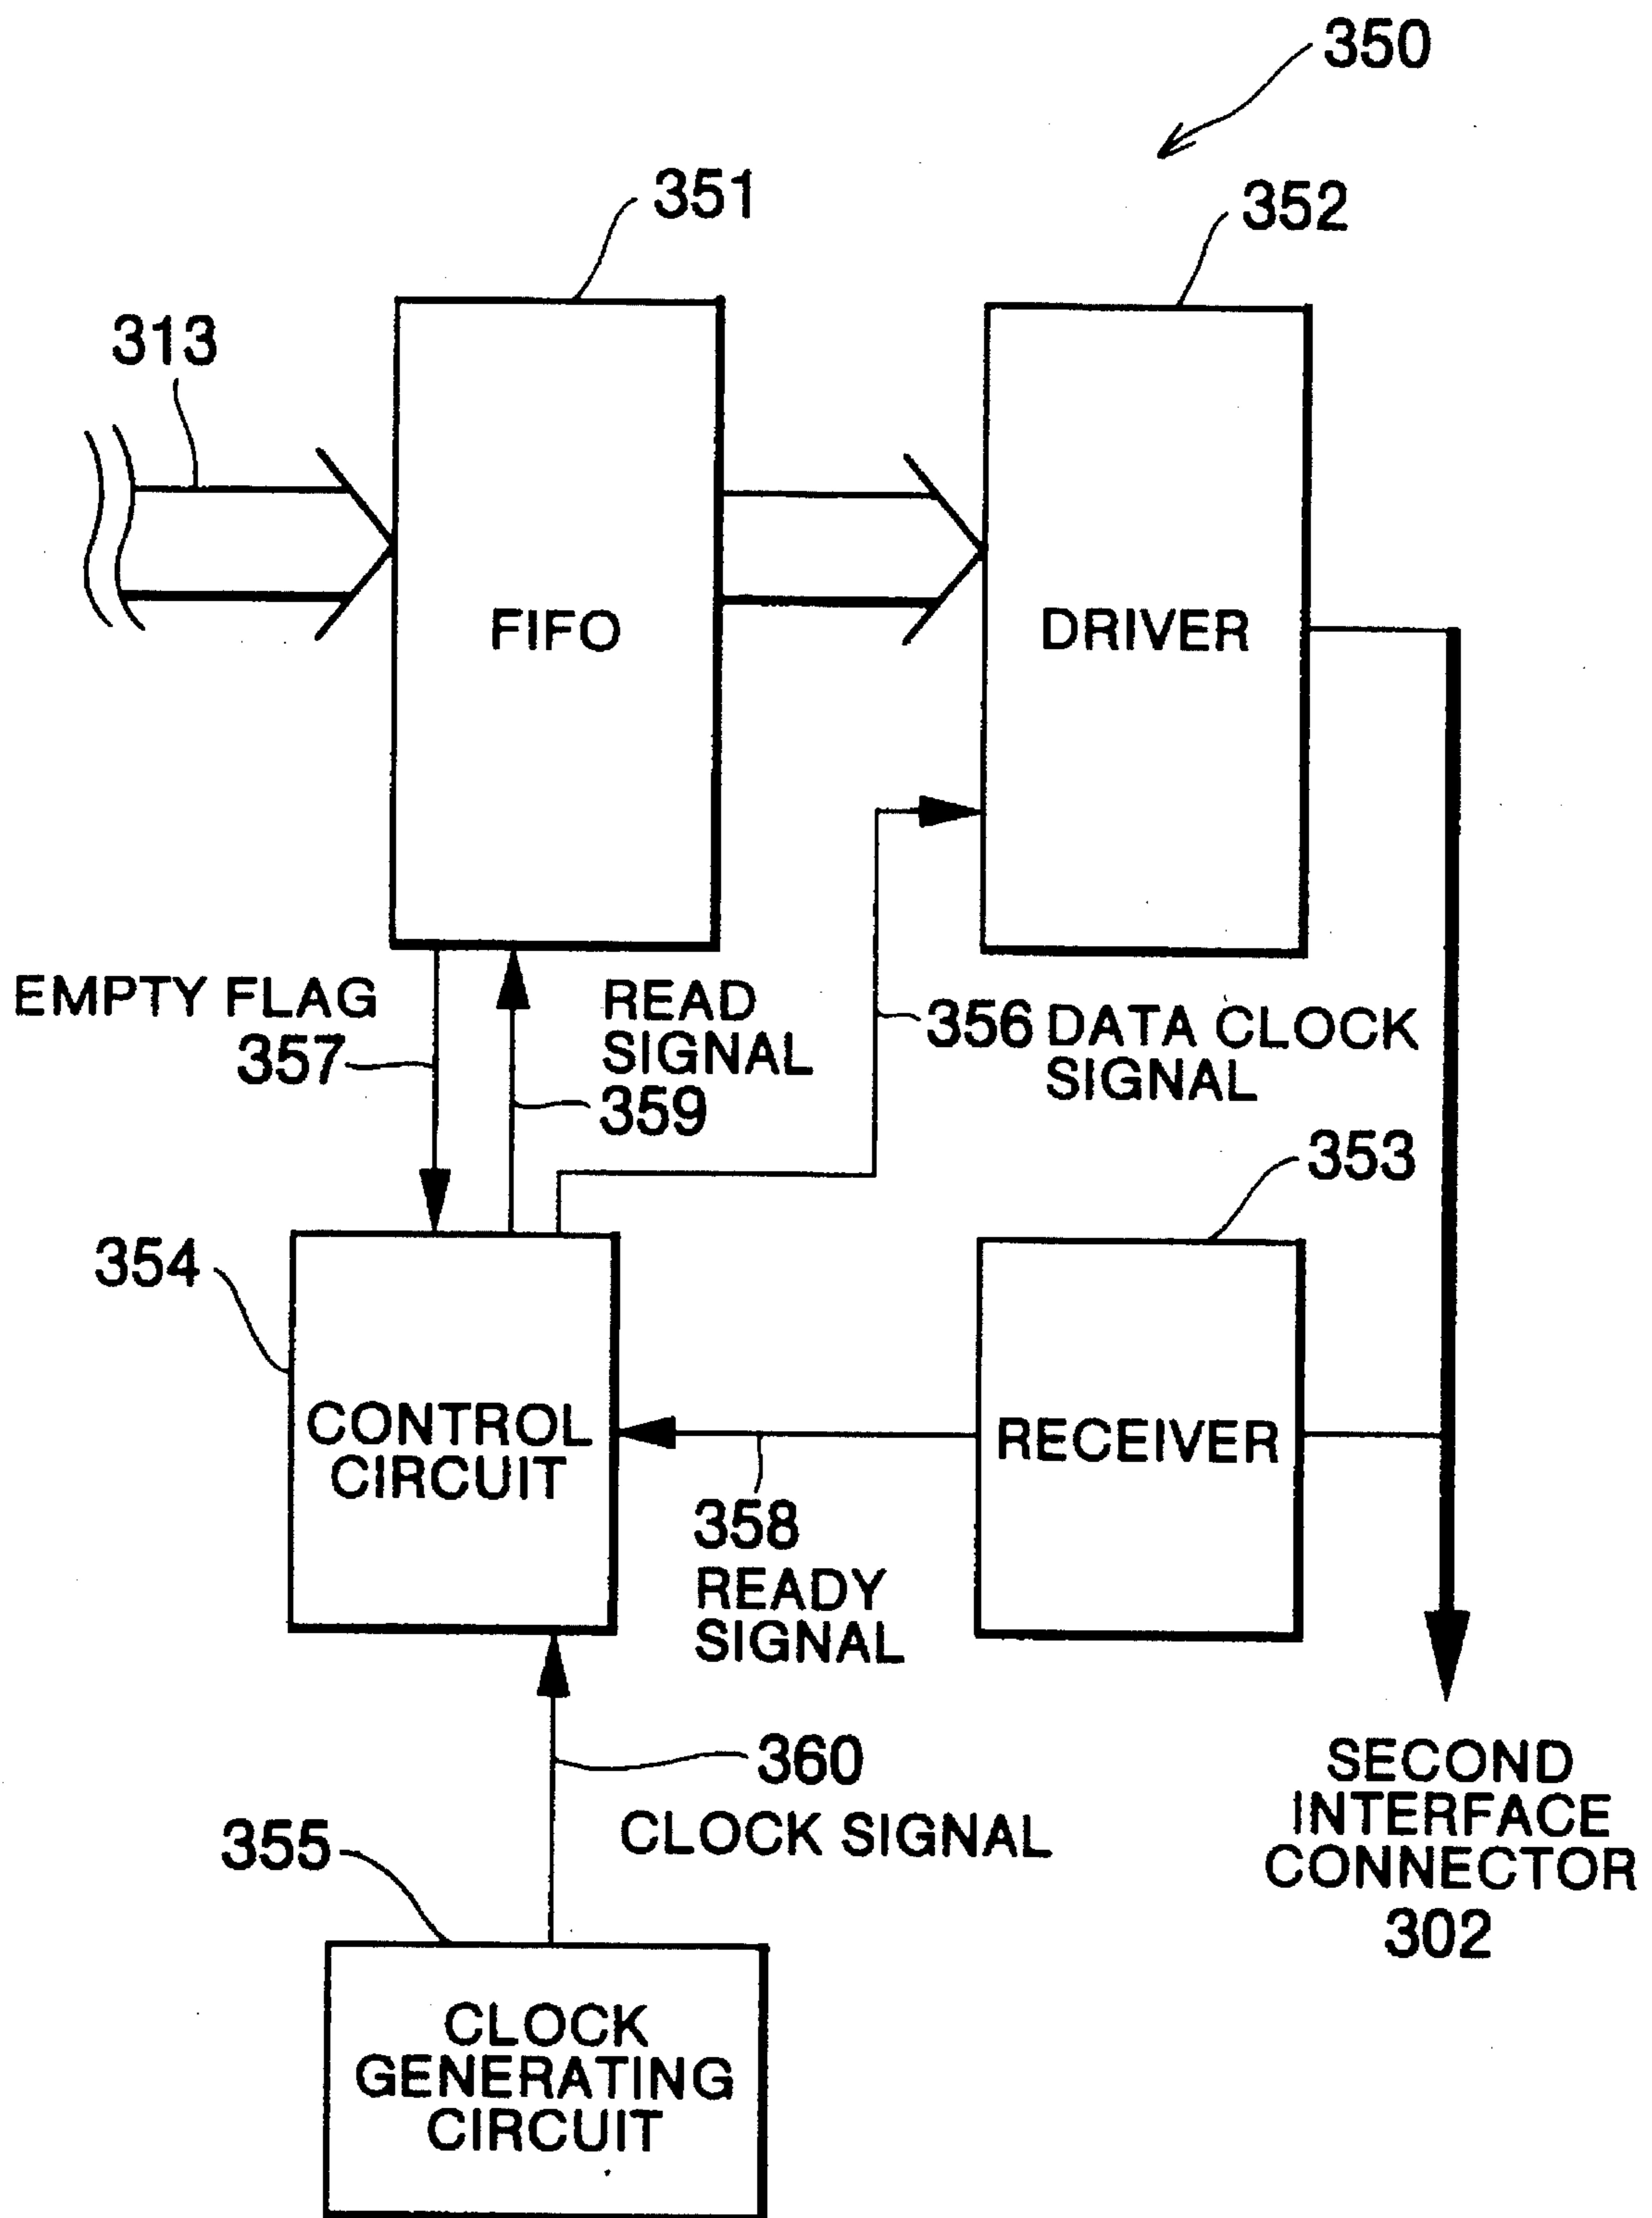 350
351
352
313
FIFO
DRIVER
EMPTY FLAG
357
READ
SIGNAL
359
356 DATA CLOCK
SIGNAL
353
354
CONTROL
CIRCUIT
RECEIVER
358
READY
SIGNAL
360
CLOCK SIGNAL
355
SECOND
INTERFACE
CONNECTOR
302
CLOCK
GENERATING
CIRCUIT